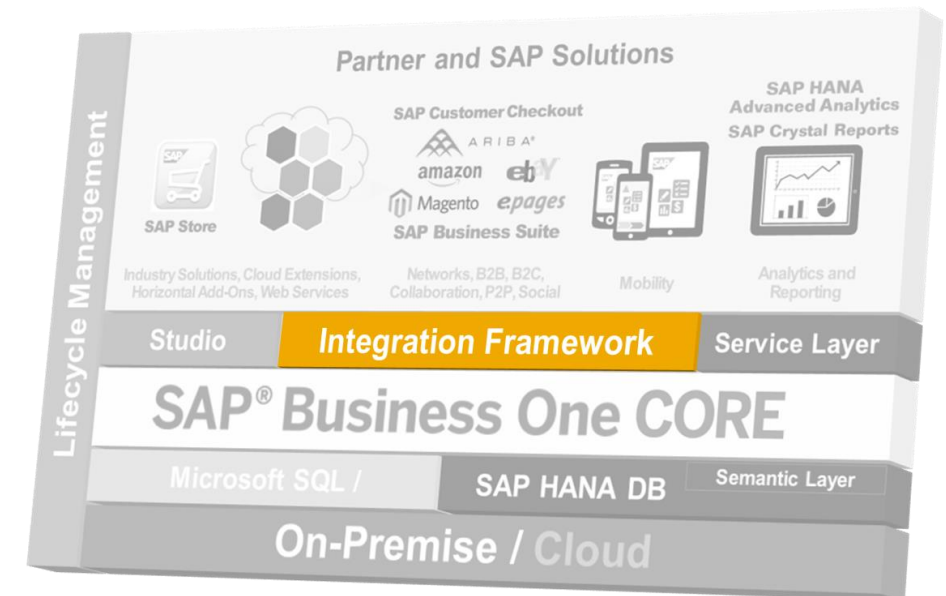 Lifecycle Management
Partner and SAP Solutions
SAP
SAP Store
Industry Solutions, Cloud Extensions,
Horizontal Add-Ons, Web Services
SAP Customer Checkout
ARIBA®
amazon ebay
Magento epages
SAP Business Suite
Networks, B2B, B2C,
Collaboration, P2P, Social
SAP
Mobility
SAP HANA
Advanced Analytics
SAP Crystal Reports
Analytics and
Reporting
Studio Integration Framework Service Layer
SAP® Business One CORE
Microsoft SQL / SAP HANA DB Semantic Layer
On-Premise / Cloud